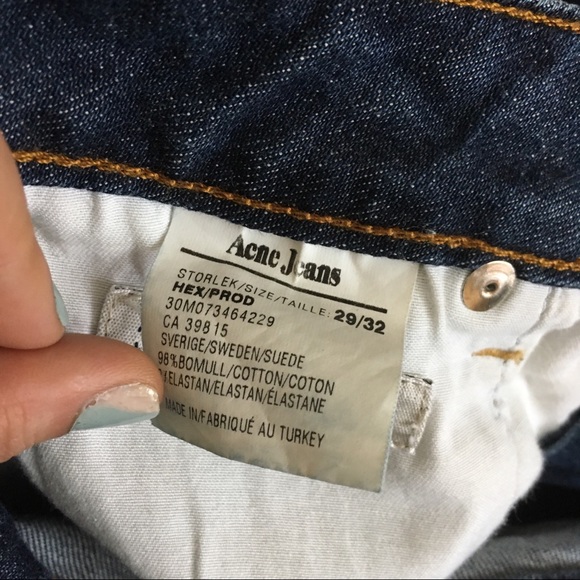 Acne Jeans
STORLEK/SIZE/TAILLE: 29/32
HEX/PROD
30M073464229
CA 39815
SVERIGE/SWEDEN/SUEDE
98%BOMULL/COTTON/COTON
ELASTAN/ELASTAN/ÉLASTANE
MADE IN/FABRIQUÉ AU TURKEY